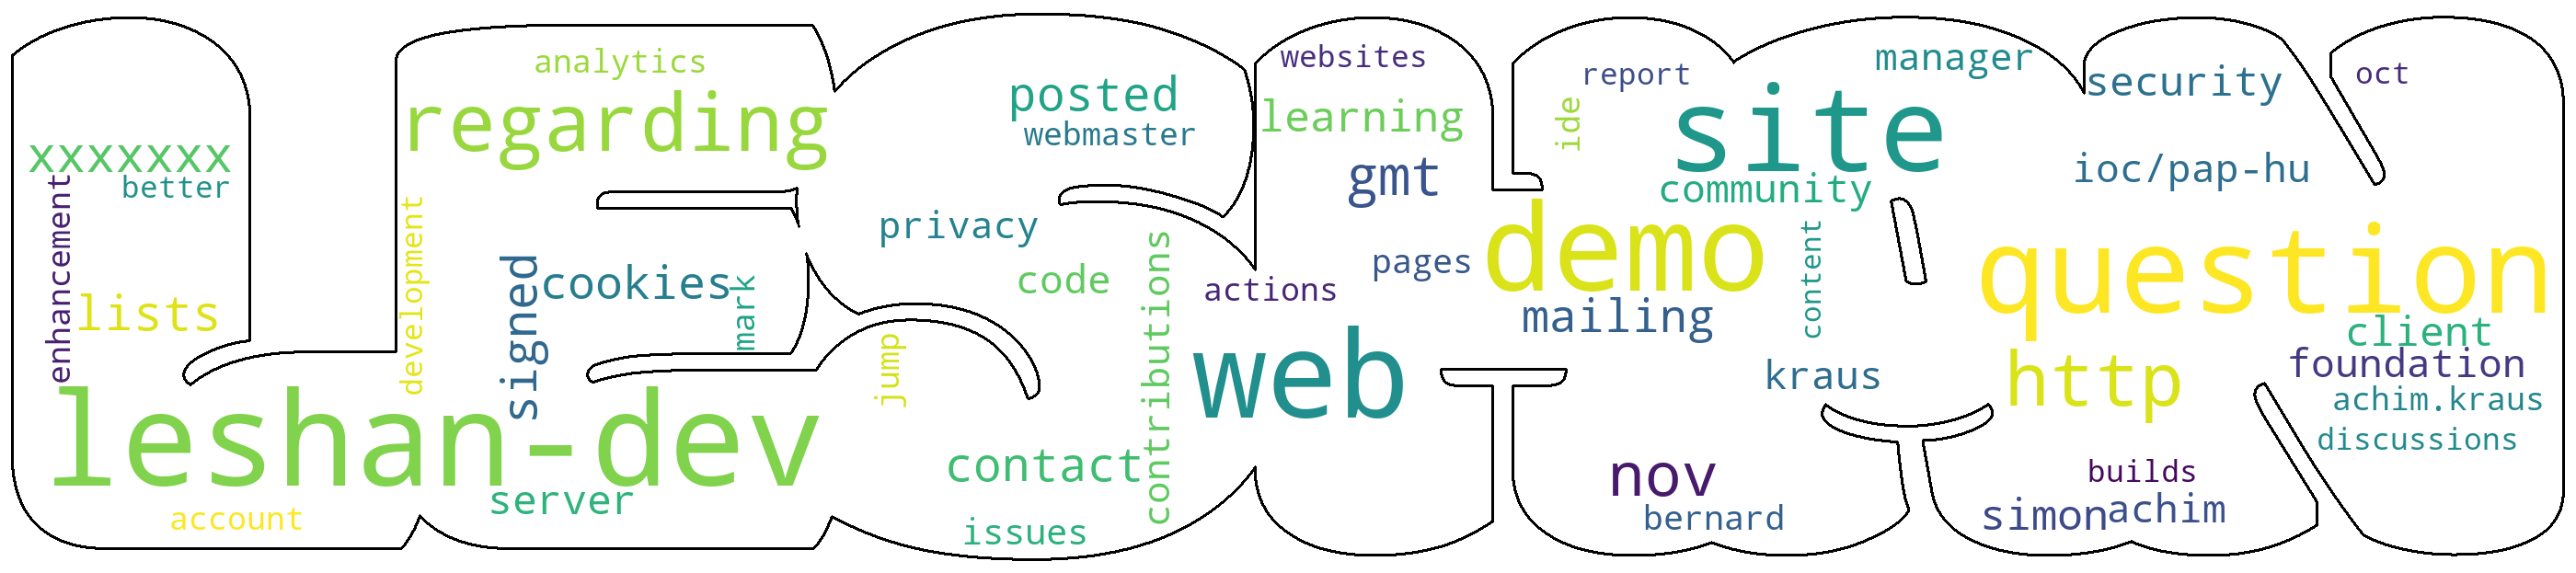 websites
analytics
regarding
posted
webmaster
learning
report
ide
site
manager
security
oct
xxxxxxx
better
enhancement
lists
development
signed
cookies
mark
privacy
code
contributions
actions
gmt
pages
community
demo
mailing
content
ioc/pap-hu
question
client
foundation
http
achim.kraus
discussions
kraus
web
jump
leshan-dev
server
account
contact
issues
nov
bernard
builds
simon
achim